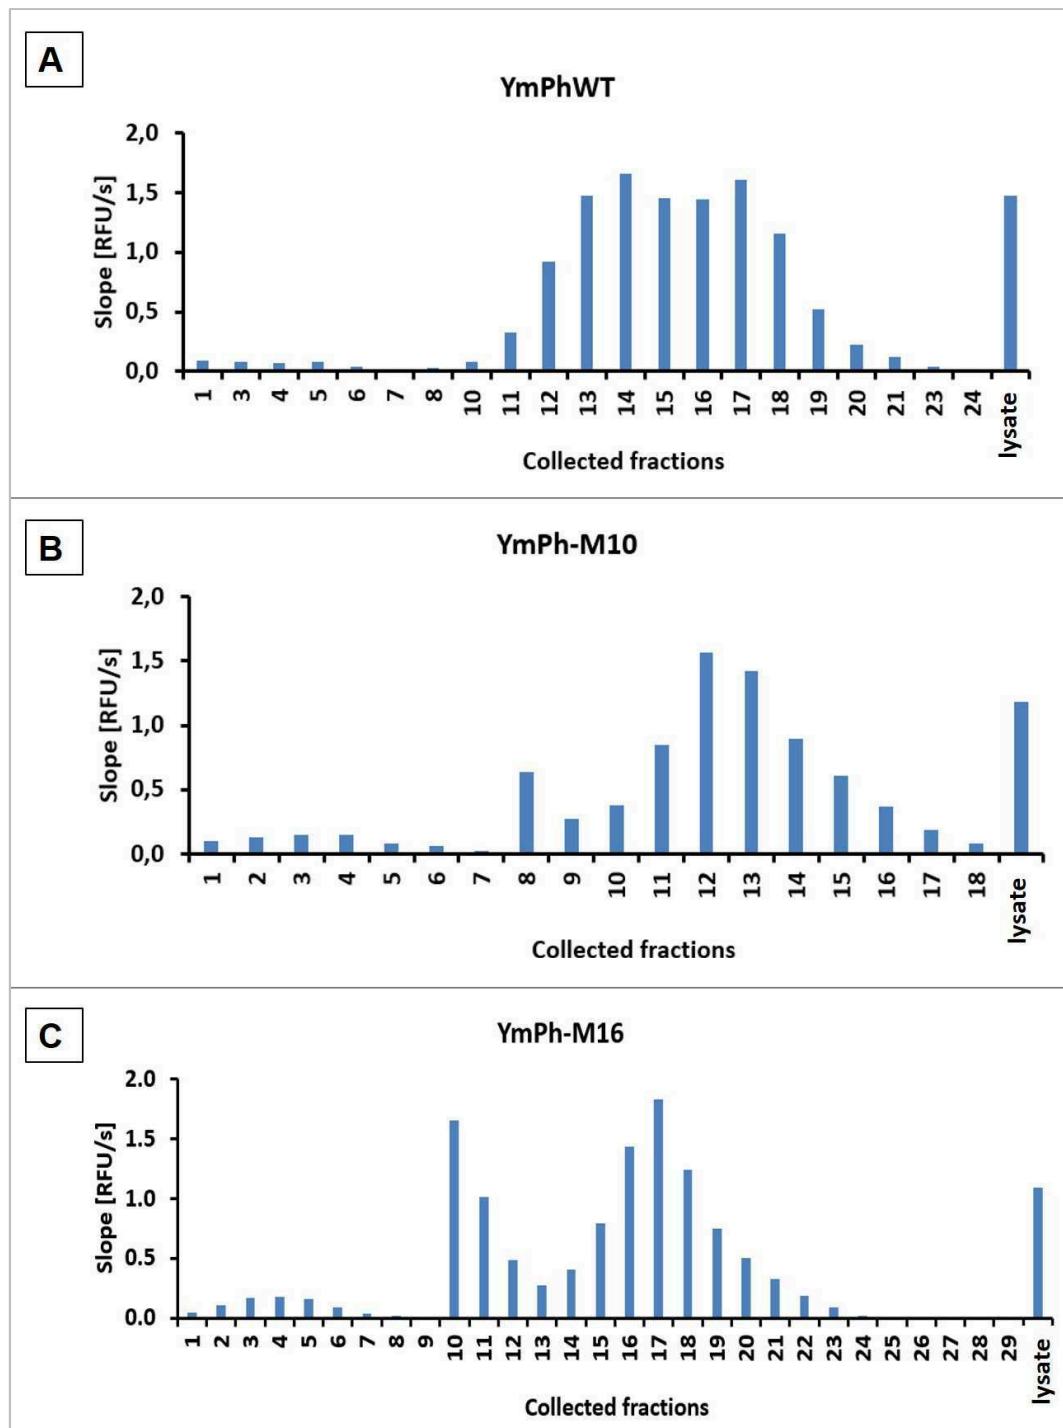 A
YmPhWT
2,0
1,5
1,0
0,5
0,0
Slope [RFU/s]
1 3 4 5 6 7 8 10 11 12 13 14 15 16 17 18 19 20 21 23 24 lysate
Collected fractions
B
YmPh-M10
2,0
1,5
1,0
0,5
0,0
Slope [RFU/s]
1 2 3 4 5 6 7 8 9 10 11 12 13 14 15 16 17 18 lysate
Collected fractions
C
YmPh-M16
2.0
1.5
1.0
0.5
0.0
Slope [RFU/s]
1 2 3 4 5 6 7 8 9 10 11 12 13 14 15 16 17 18 19 20 21 22 23 24 25 26 27 28 29 lysate
Collected fractions